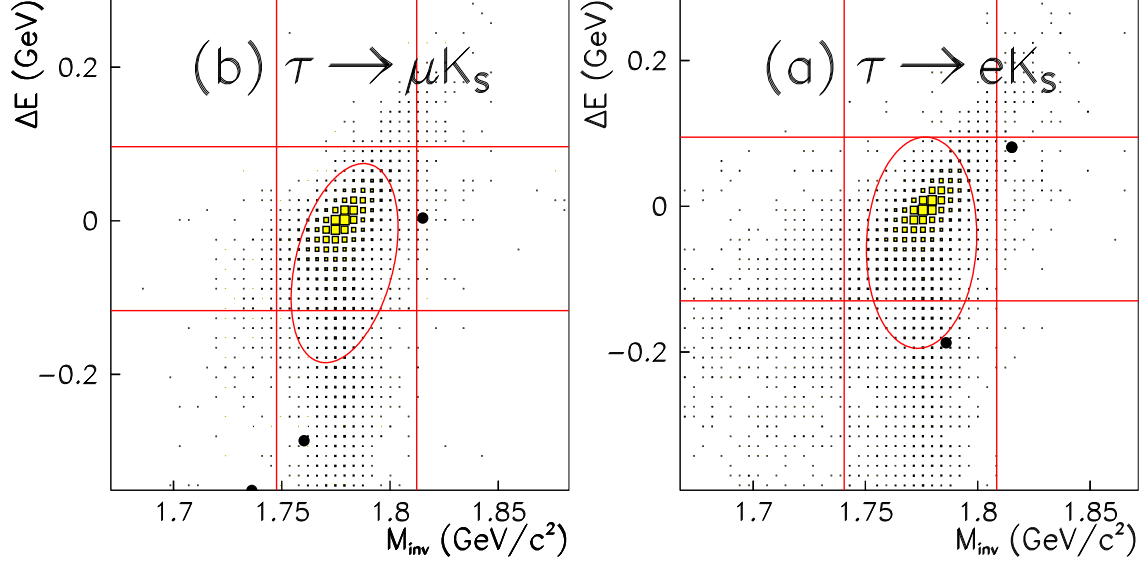 ΔE (GeV)
(b) τ → μK_s
0.2
0
−0.2
1.7 1.75 1.8 1.85
M_inv (GeV/c²)
ΔE (GeV)
(a) τ → eK_s
0.2
0
−0.2
1.7 1.75 1.8 1.85
M_inv (GeV/c²)